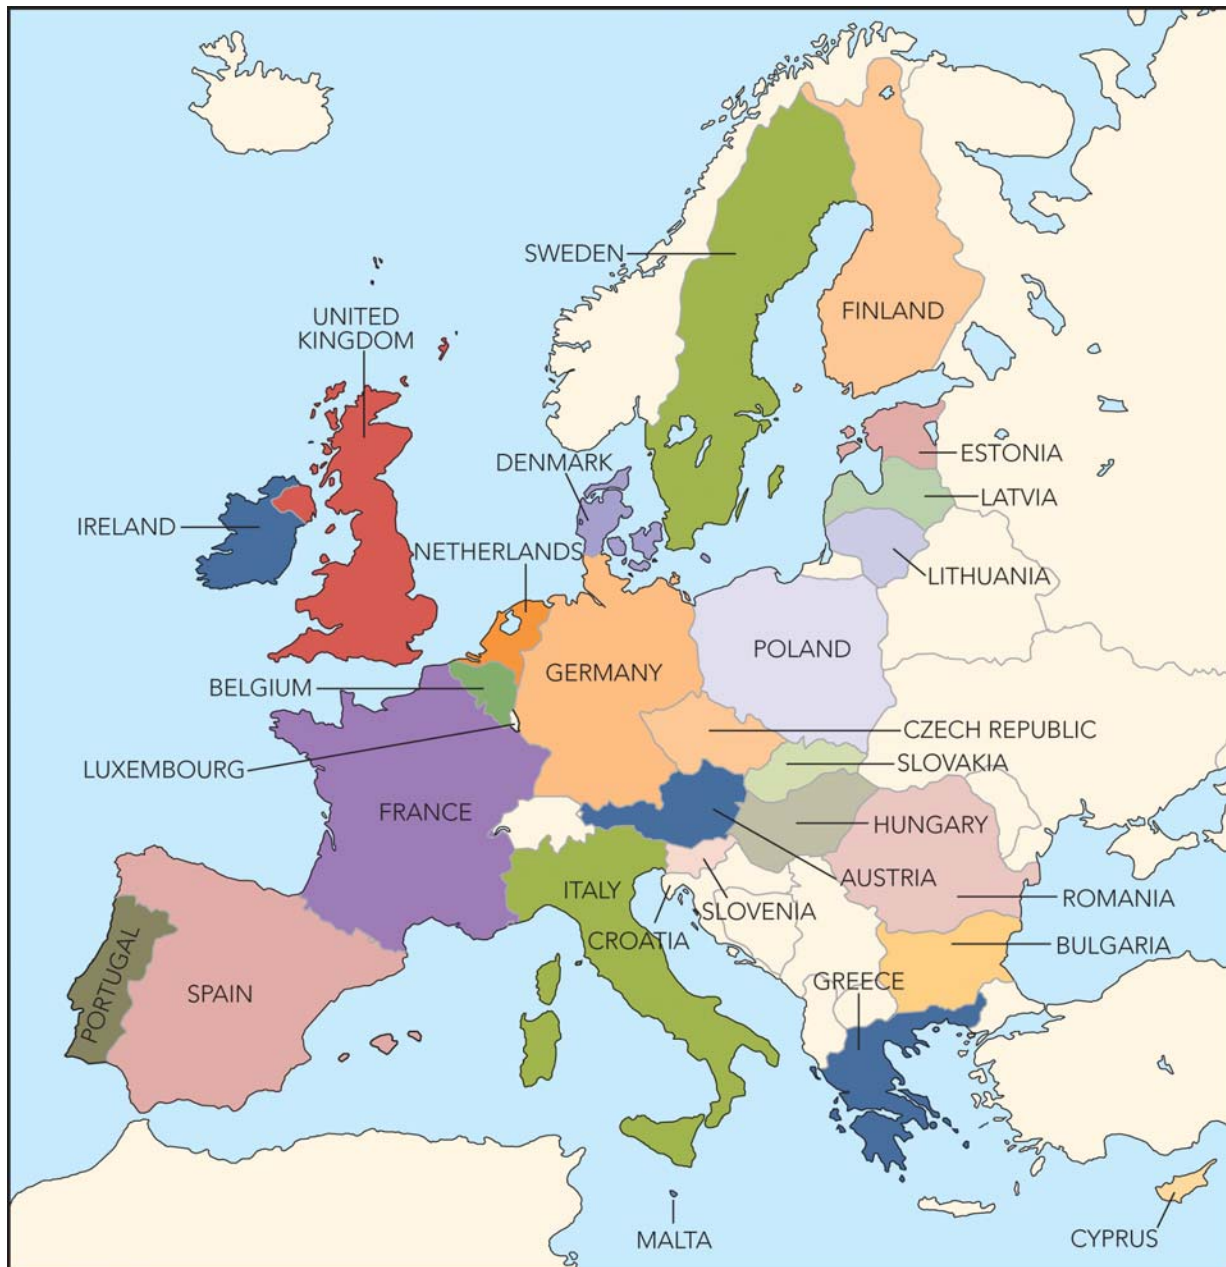 SWEDEN
FINLAND
UNITED
KINGDOM
ESTONIA
DENMARK
LATVIA
IRELAND
NETHERLANDS
LITHUANIA
POLAND
GERMANY
BELGIUM
CZECH REPUBLIC
SLOVAKIA
LUXEMBOURG
FRANCE
HUNGARY
AUSTRIA
ITALY
ROMANIA
SLOVENIA
CROATIA
BULGARIA
GREECE
PORTUGAL
SPAIN
MALTA
CYPRUS